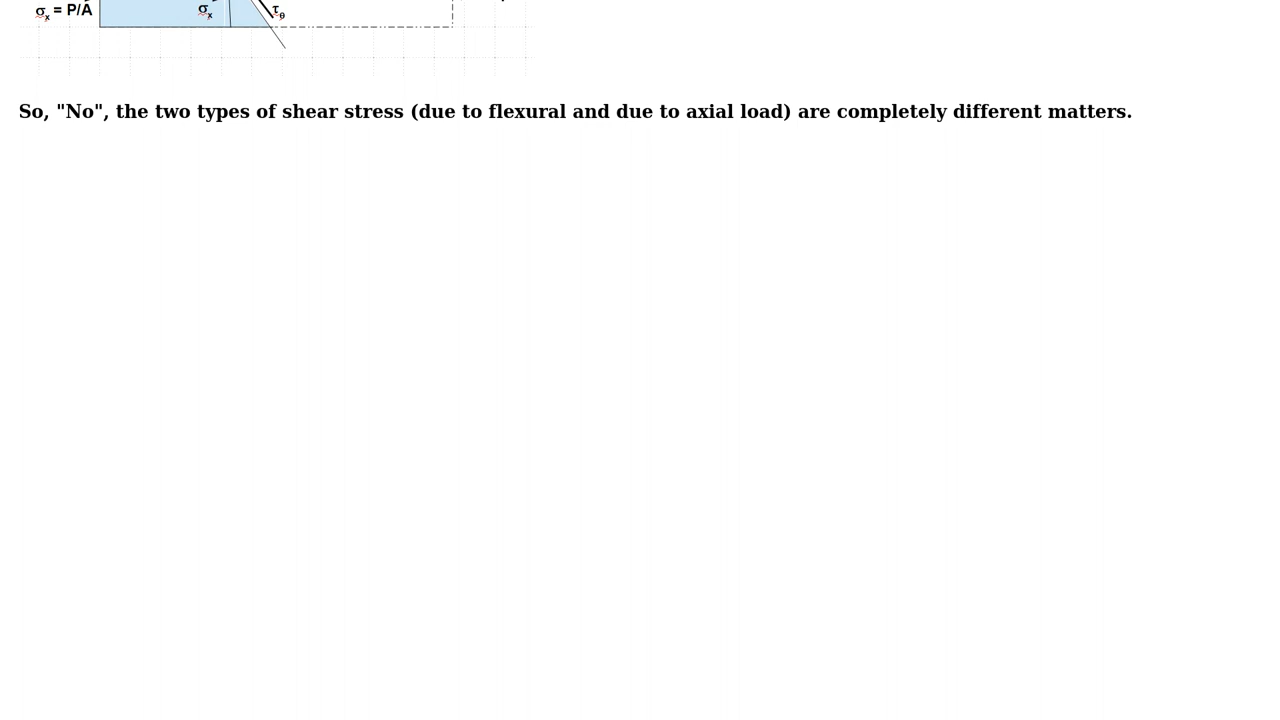 σx = P/A
σx
τθ
So, "No", the two types of shear stress (due to flexural and due to axial load) are completely different matters.